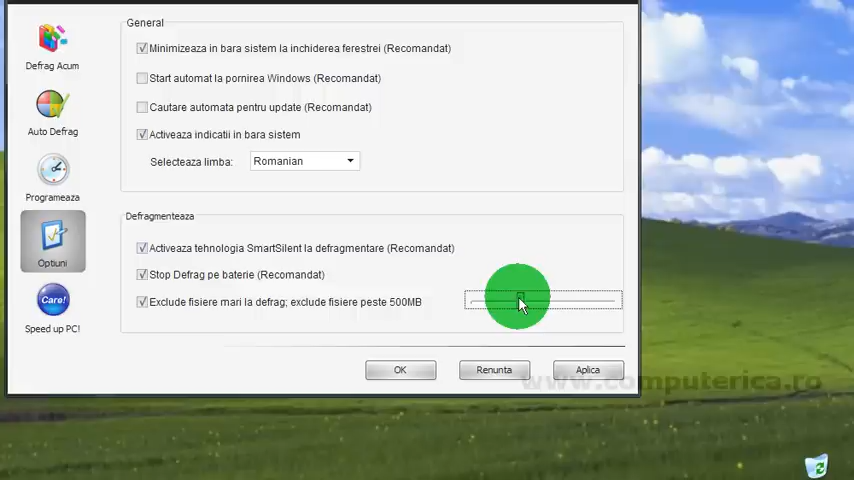 General
Defrag Acum
Minimizeaza in bara sistem la inchiderea ferestrei (Recomandat)
Start automat la pornirea Windows (Recomandat)
Cautare automata pentru update (Recomandat)
Auto Defrag
Activeaza indicatii in bara sistem
Selecteaza limba:
Romanian
Programeaza
Defragmenteaza
Activeaza tehnologia SmartSilent la defragmentare (Recomandat)
Optiuni
Stop Defrag pe baterie (Recomandat)
Exclude fisiere mari la defrag; exclude fisiere peste 500MB
Care!
Speed up PC!
OK
Renunta
Aplica
www.computerica.ro